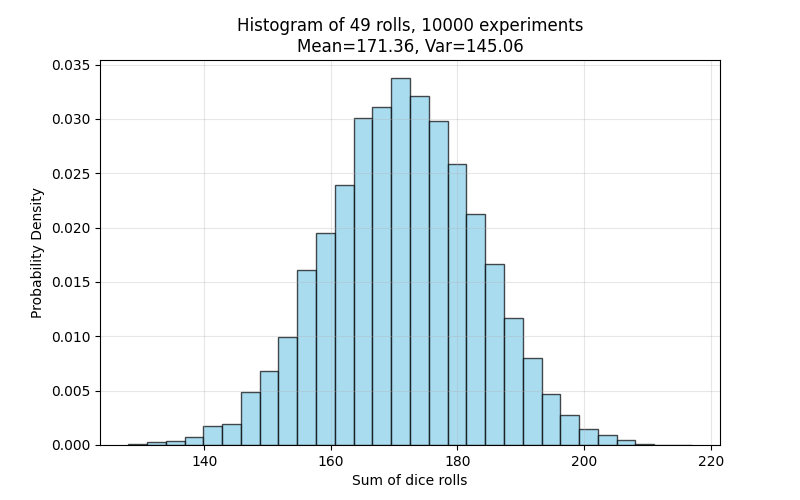 Histogram of 49 rolls, 10000 experiments
Mean=171.36, Var=145.06
0.035
0.030
0.025
0.020
0.015
0.010
0.005
0.000
Probability Density
140 160 180 200 220
Sum of dice rolls